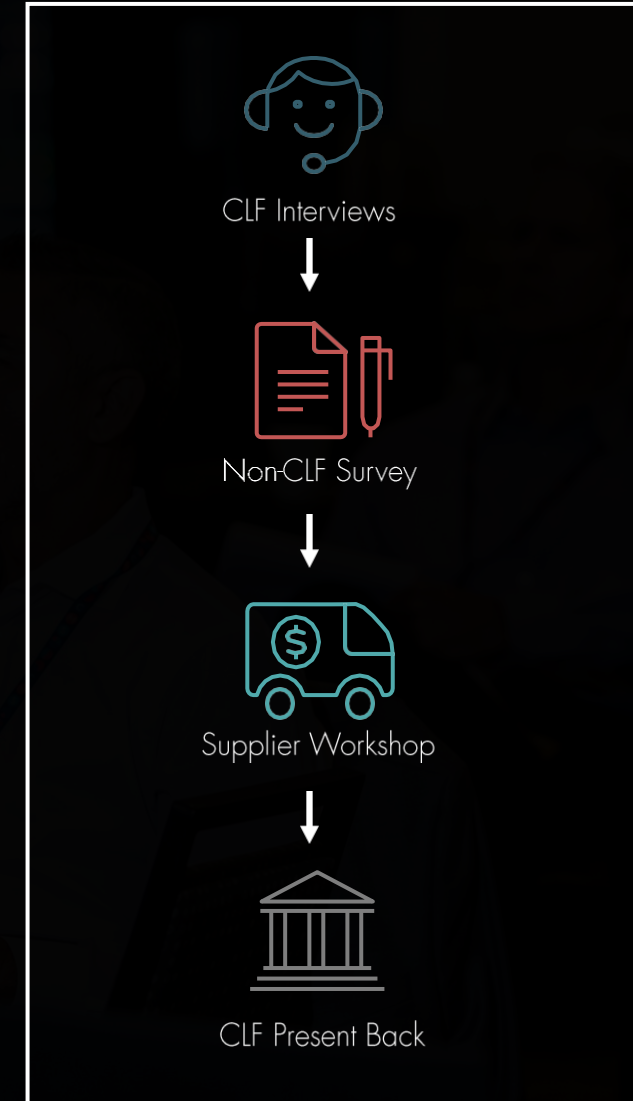 CLF Interviews
Non-CLF Survey
$
Supplier Workshop
CLF Present Back